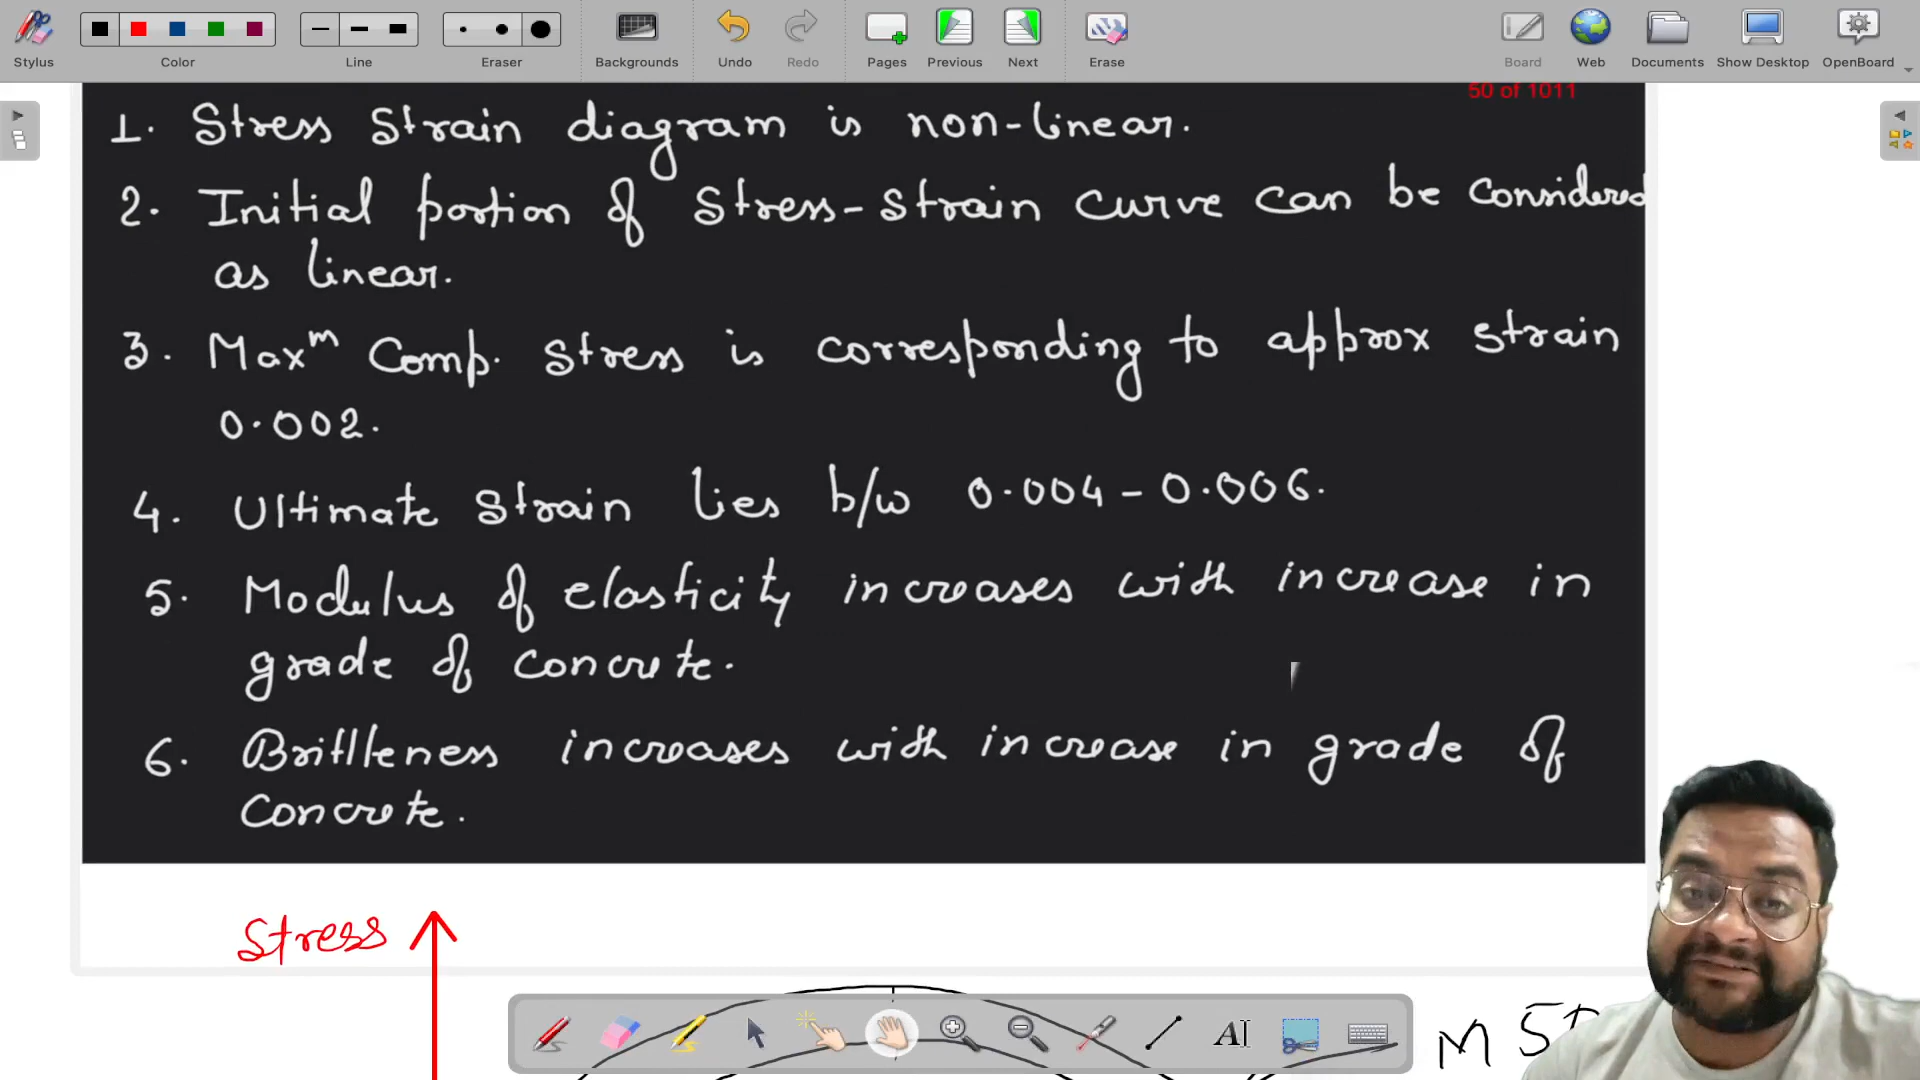 Stylus Color Line Eraser Backgrounds Undo Redo Pages Previous Next Erase Board Web Documents Show Desktop OpenBoard
50 of 1011
1. Stress Strain diagram is non-linear.
2. Initial portion of Stress-Strain curve can be considered
as linear.
3. Maxᵐ Comp. Stress is corresponding to approx strain
0.002.
4. Ultimate Strain lies b/w 0.004 - 0.006.
5. Modulus of elasticity increases with increase in
grade of concrete.
6. Brittleness increases with increase in grade of
Concrete.
Stress
AI